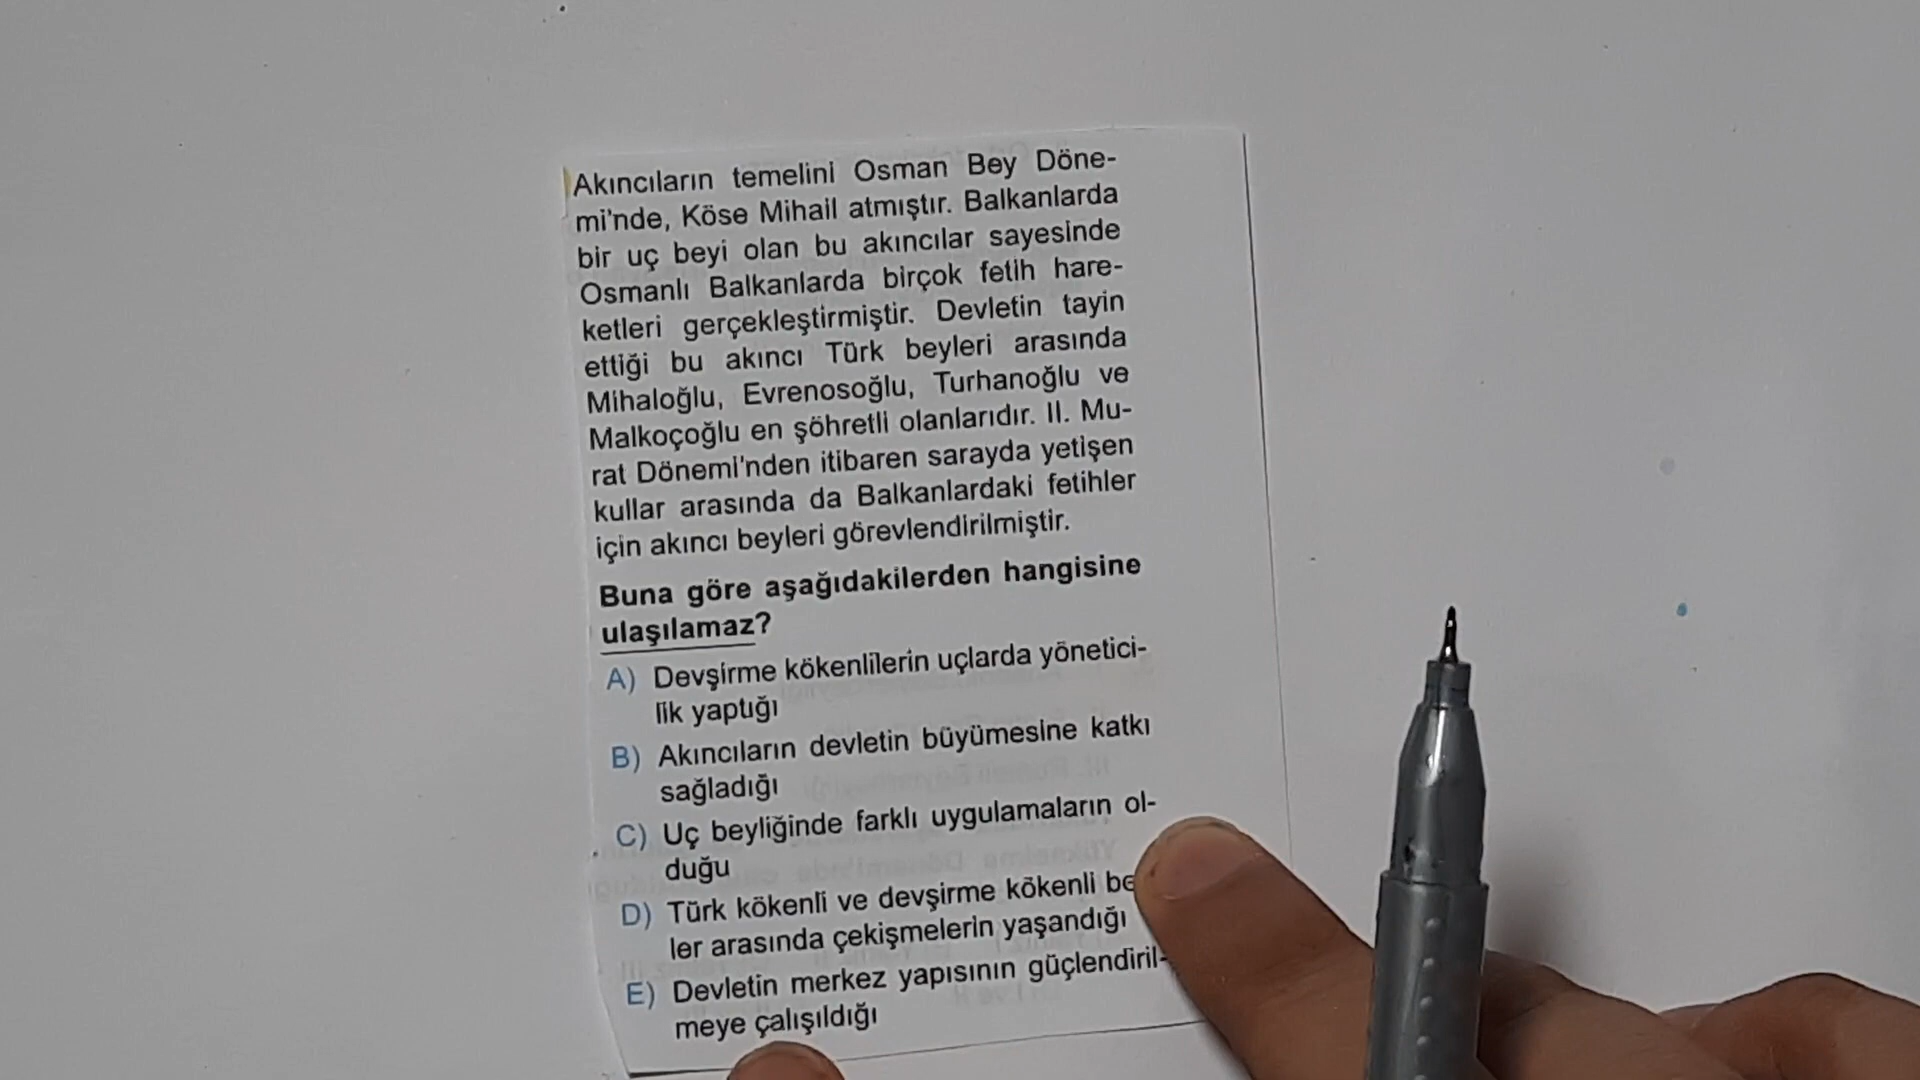 Akıncıların temelini Osman Bey Döne-
mi'nde, Köse Mihail atmıştır. Balkanlarda
bir uç beyi olan bu akıncılar sayesinde
Osmanlı Balkanlarda birçok fetih hare-
ketleri gerçekleştirmiştir. Devletin tayin
ettiği bu akıncı Türk beyleri arasında
Mihaloğlu, Evrenosoğlu, Turhanoğlu ve
Malkoçoğlu en şöhretli olanlarıdır. II. Mu-
rat Dönemi'nden itibaren sarayda yetişen
kullar arasında da Balkanlardaki fetihler
için akıncı beyleri görevlendirilmiştir.
Buna göre aşağıdakilerden hangisine
ulaşılamaz?
A) Devşirme kökenlilerin uçlarda yönetici-
lik yaptığı
B) Akıncıların devletin büyümesine katkı
sağladığı
C) Uç beyliğinde farklı uygulamaların ol-
duğu
D) Türk kökenli ve devşirme kökenli
ler arasında çekişmelerin yaşandığı
E) Devletin merkez yapısının güçlendiril-
meye çalışıldığı